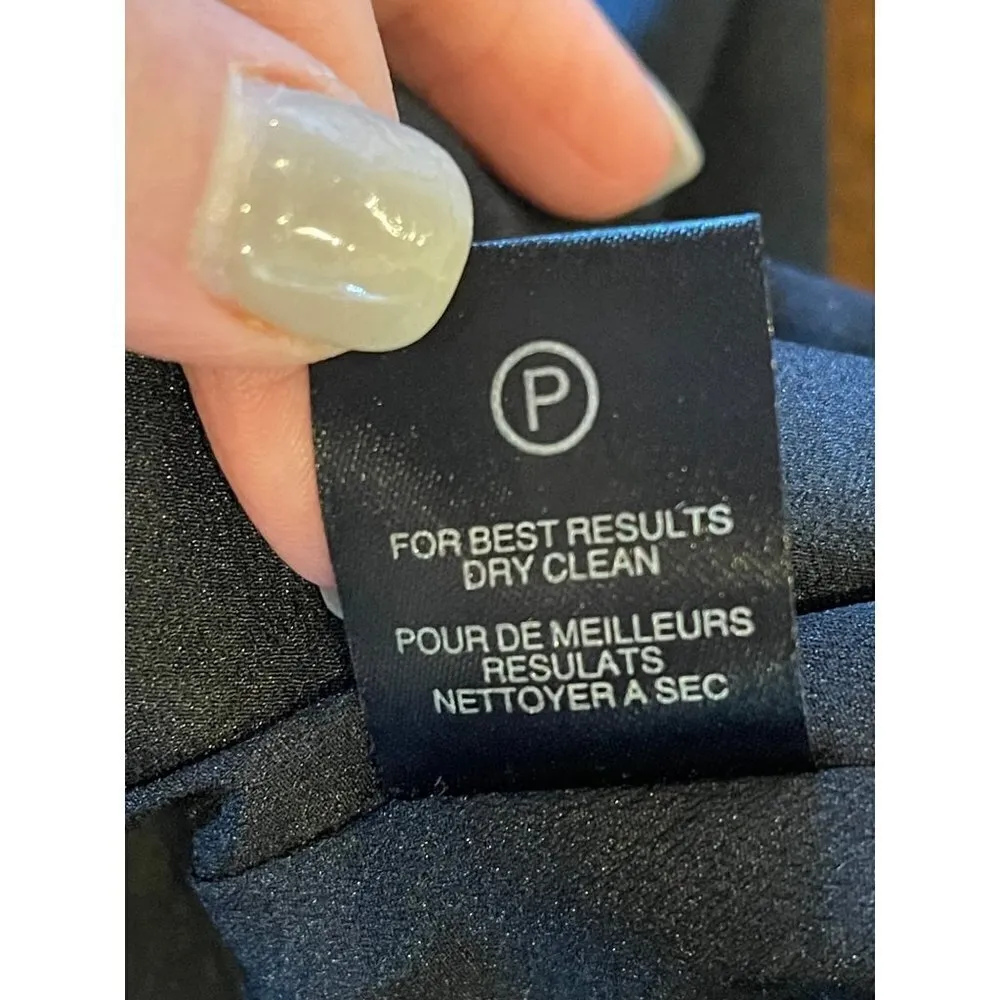 P
FOR BEST RESULTS
DRY CLEAN
POUR DE MEILLEURS
RESULATS
NETTOYER A SEC